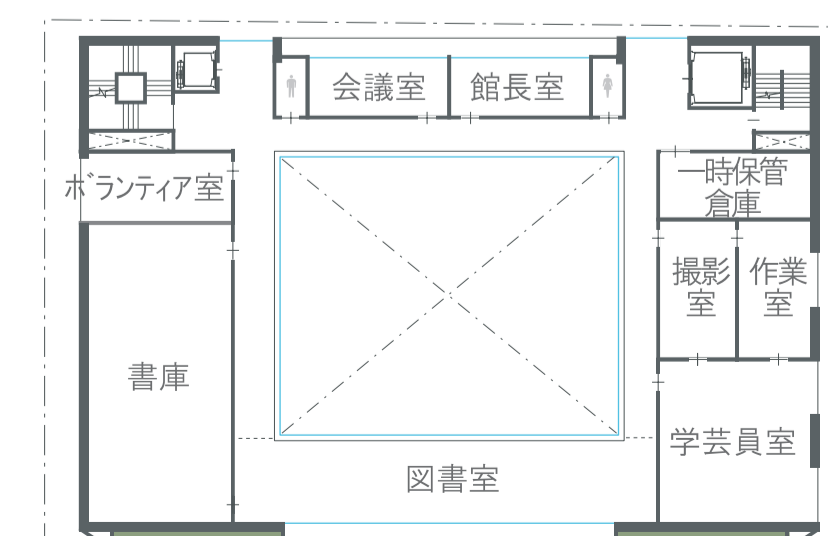 会議室
館長室
ボランティア室
一時保管
倉庫
撮影
室
作業
室
書庫
学芸員室
図書室